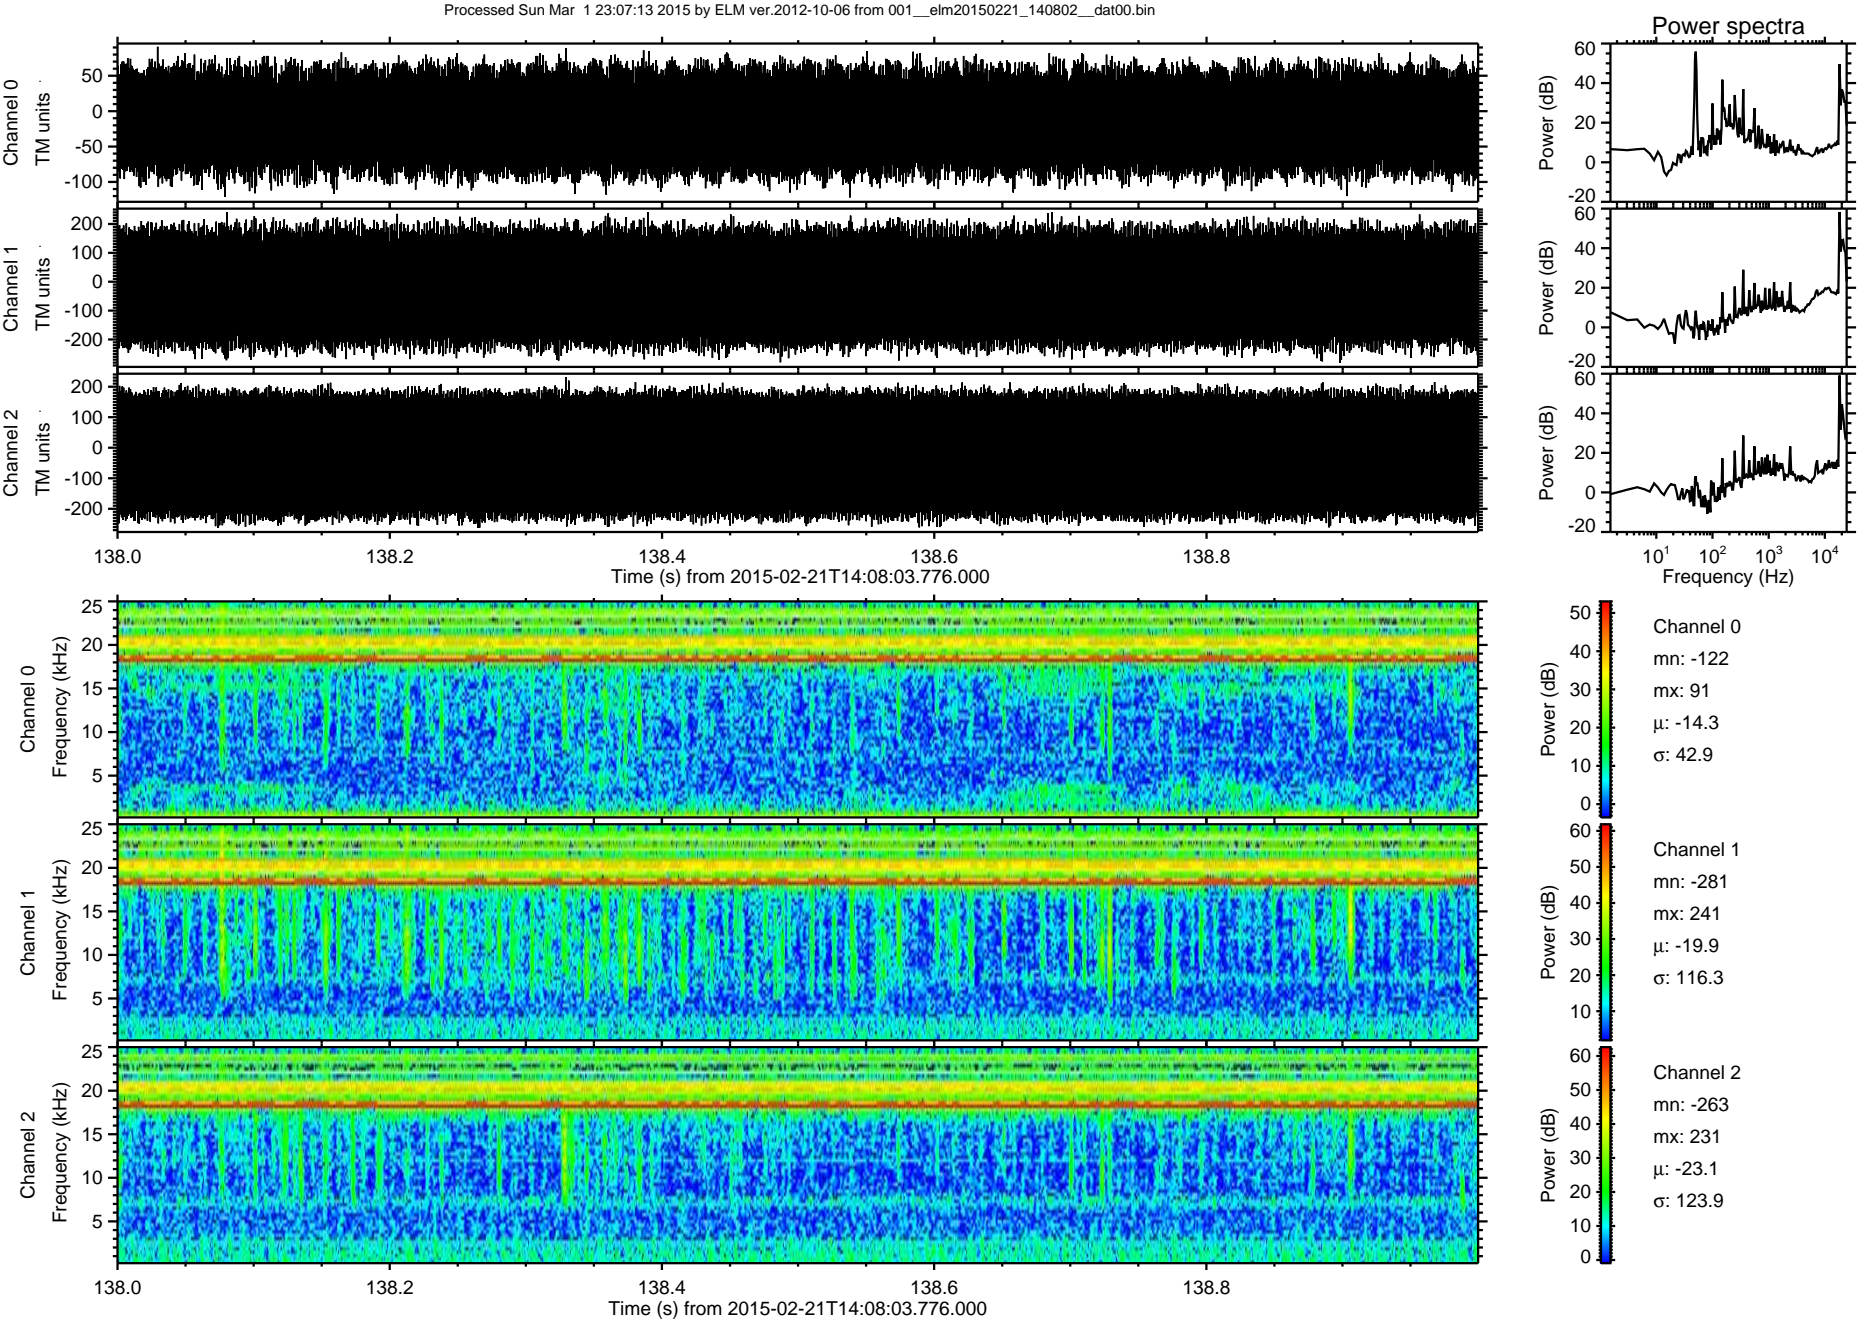 Processed Sun Mar 1 23:07:13 2015 by ELM ver.2012-10-06 from 001__elm20150221_140802__dat00.bin
Power spectra
Channel 0
TM units
50
0
-50
-100
Power (dB)
60
40
20
0
-20
Channel 1
TM units
200
100
0
-100
-200
Power (dB)
60
40
20
0
-20
Channel 2
TM units
200
100
0
-100
-200
Power (dB)
60
40
20
0
-20
138.0 138.2 138.4 138.6 138.8
Time (s) from 2015-02-21T14:08:03.776.000
10^1 10^2 10^3 10^4
Frequency (Hz)
Channel 0
Frequency (kHz)
25
20
15
10
5
Power (dB)
50
40
30
20
10
0
Channel 0
mn: -122
mx: 91
μ: -14.3
σ: 42.9
Channel 1
Frequency (kHz)
25
20
15
10
5
Power (dB)
60
50
40
30
20
10
Channel 1
mn: -281
mx: 241
μ: -19.9
σ: 116.3
Channel 2
Frequency (kHz)
25
20
15
10
5
Power (dB)
60
50
40
30
20
10
0
Channel 2
mn: -263
mx: 231
μ: -23.1
σ: 123.9
138.0 138.2 138.4 138.6 138.8
Time (s) from 2015-02-21T14:08:03.776.000